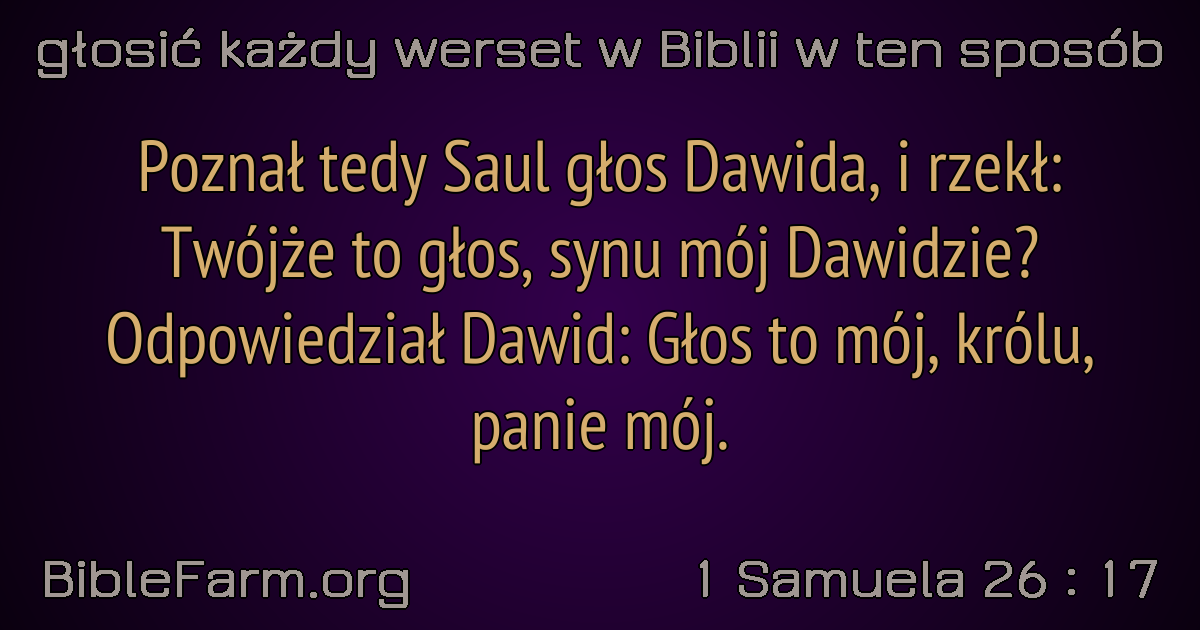 głosić każdy werset w Biblii w ten sposób
Poznał tedy Saul głos Dawida, i rzekł:
Twójże to głos, synu mój Dawidzie?
Odpowiedział Dawid: Głos to mój, królu,
panie mój.
BibleFarm.org
1 Samuela 26 : 17